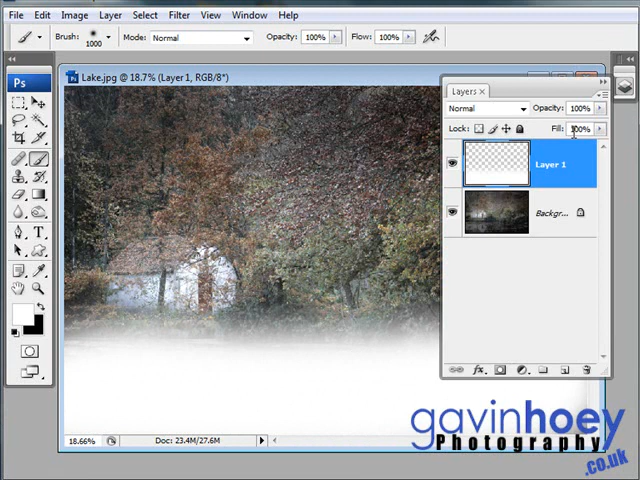 File Edit Image Layer Select Filter View Window Help
Brush: 1000 Mode: Normal Opacity: 100% Flow: 100%
Ps
Lake.jpg @ 18.7% (Layer 1, RGB/8*)
Layers ×
Normal Opacity: 100%
Lock: Fill: 100%
Layer 1
Backgr...
18.66% Doc: 23.4M/27.6M
gavinhoey
Photography
.co.uk